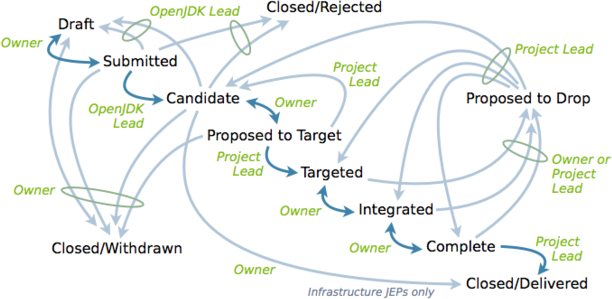 OpenJDK Lead
Closed/Rejected
Draft
Owner
Submitted
Project Lead
OpenJDK
Lead
Candidate
Project
Lead
Owner
Proposed to Drop
Proposed to Target
Project
Lead
Targeted
Owner or
Project
Lead
Owner
Owner
Integrated
Owner
Complete
Project
Lead
Closed/Withdrawn
Owner
Closed/Delivered
Infrastructure JEPs only